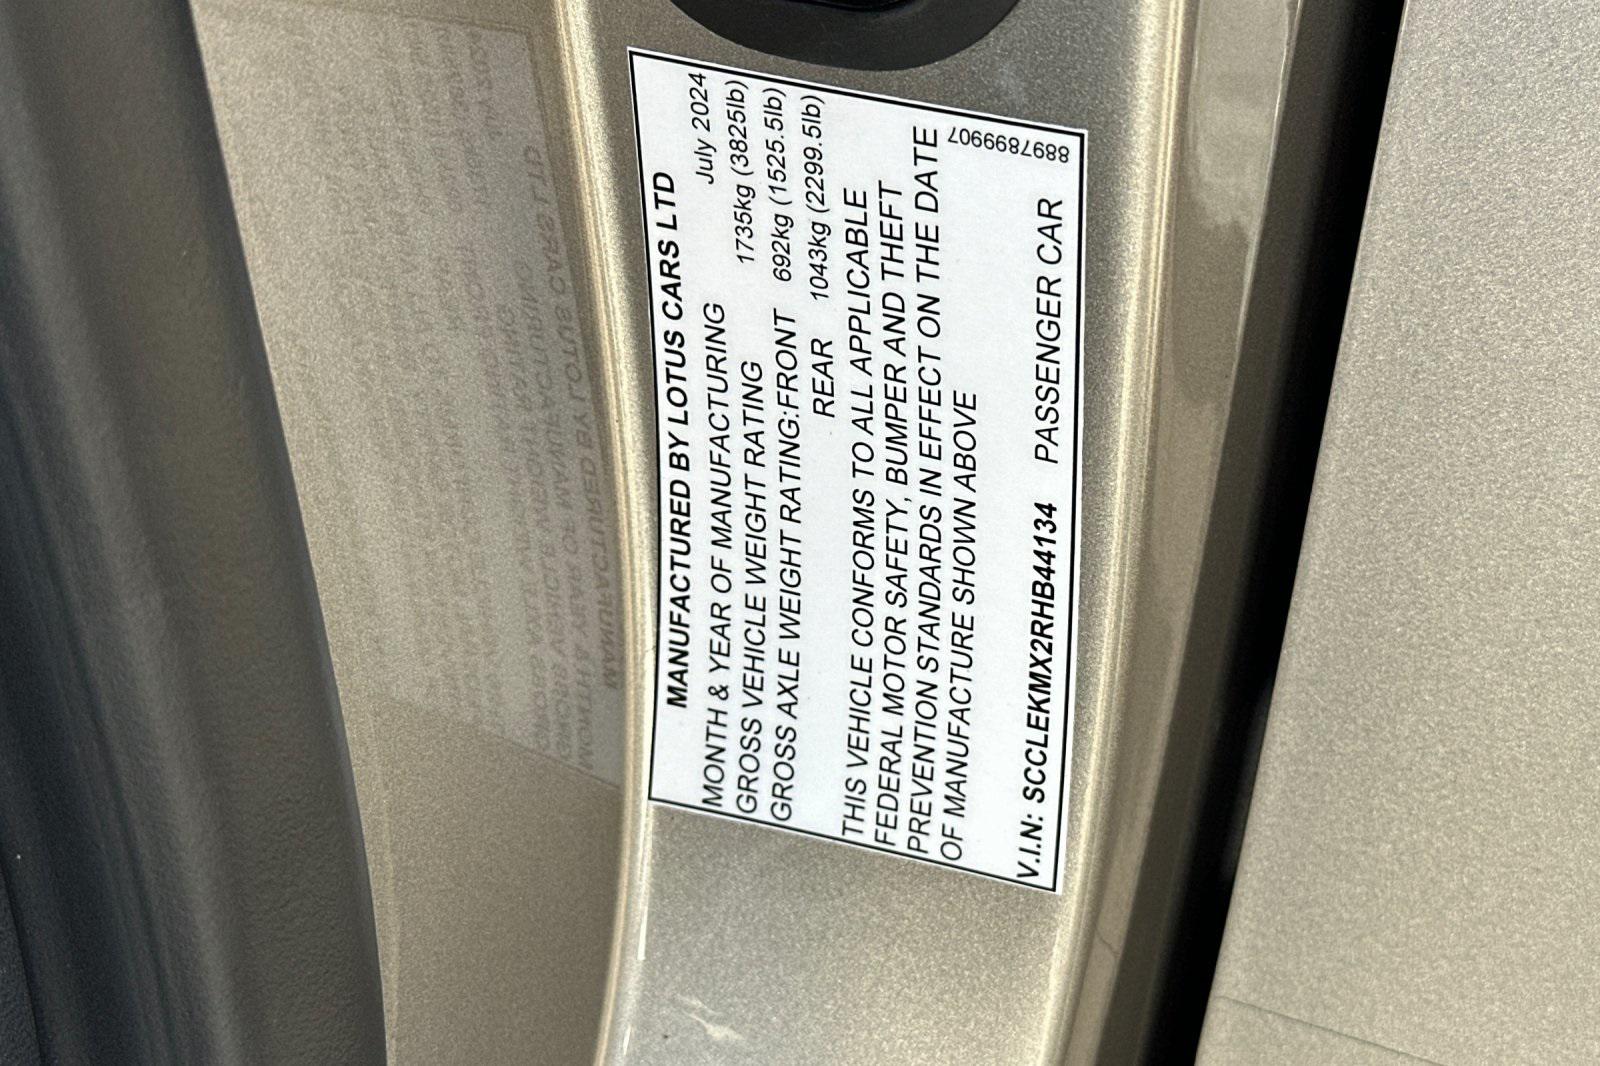 MANUFACTURED BY LOTUS CARS LTD
MONTH & YEAR OF MANUFACTURING July 2024
GROSS VEHICLE WEIGHT RATING 1735kg (3825lb)
GROSS AXLE WEIGHT RATING:FRONT 692kg (1525.5lb)
REAR 1043kg (2299.5lb)
THIS VEHICLE CONFORMS TO ALL APPLICABLE
FEDERAL MOTOR SAFETY, BUMPER AND THEFT
PREVENTION STANDARDS IN EFFECT ON THE DATE
OF MANUFACTURE SHOWN ABOVE
V.I.N: SCCLEKMX2RHB44134 PASSENGER CAR
8897899907